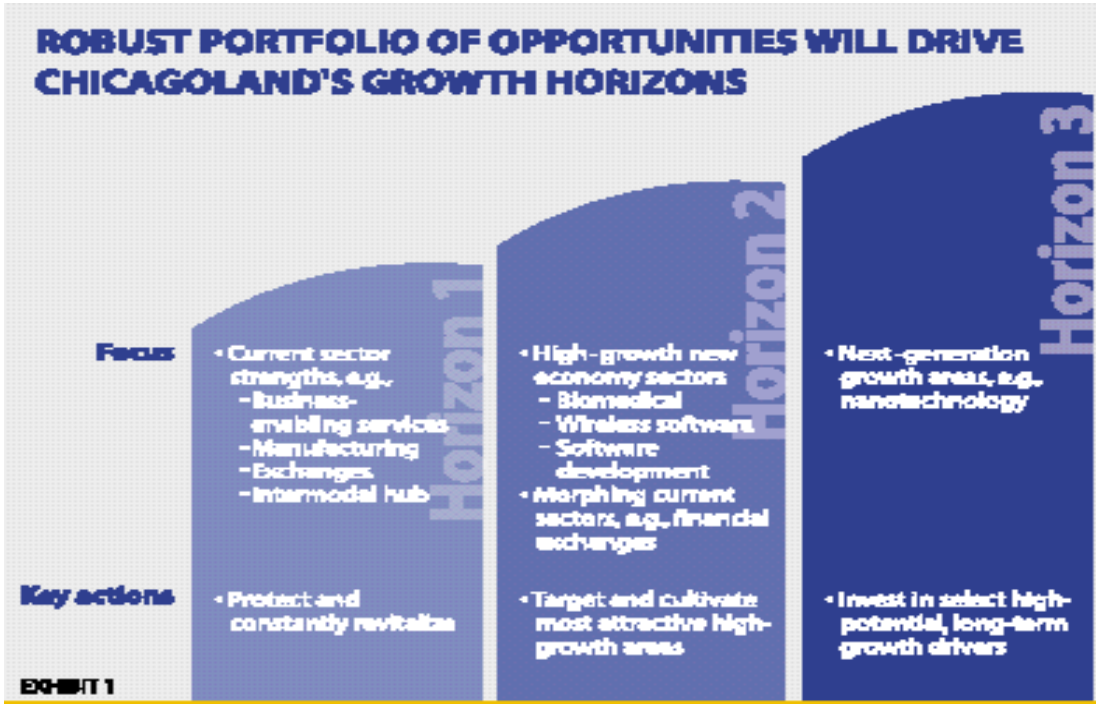 ROBUST PORTFOLIO OF OPPORTUNITIES WILL DRIVE
CHICAGOLAND'S GROWTH HORIZONS
Horizon 1
Horizon 2
Horizon 3
Focus
• Current sector
strengths, e.g.,
– Business-
enabling services
– Manufacturing
– Exchanges
– Intermodal hub
• High-growth new
economy sectors
– Biomedical
– Wireless software
– Software
development
• Morphing current
sectors, e.g., financial
exchanges
• Next-generation
growth areas, e.g.,
nanotechnology
Key actions
• Protect and
constantly revitalize
• Target and cultivate
most attractive high-
growth areas
• Invest in select high-
potential, long-term
growth drivers
EXHIBIT 1